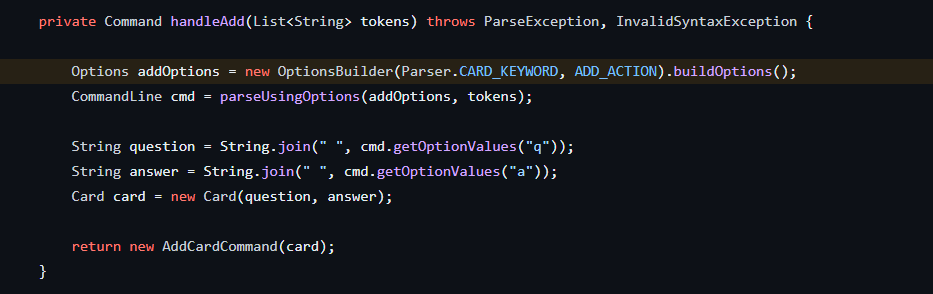 private Command handleAdd(List<String> tokens) throws ParseException, InvalidSyntaxException {
Options addOptions = new OptionsBuilder(Parser.CARD_KEYWORD, ADD_ACTION).buildOptions();
CommandLine cmd = parseUsingOptions(addOptions, tokens);
String question = String.join(" ", cmd.getOptionValues("q"));
String answer = String.join(" ", cmd.getOptionValues("a"));
Card card = new Card(question, answer);
return new AddCardCommand(card);
}